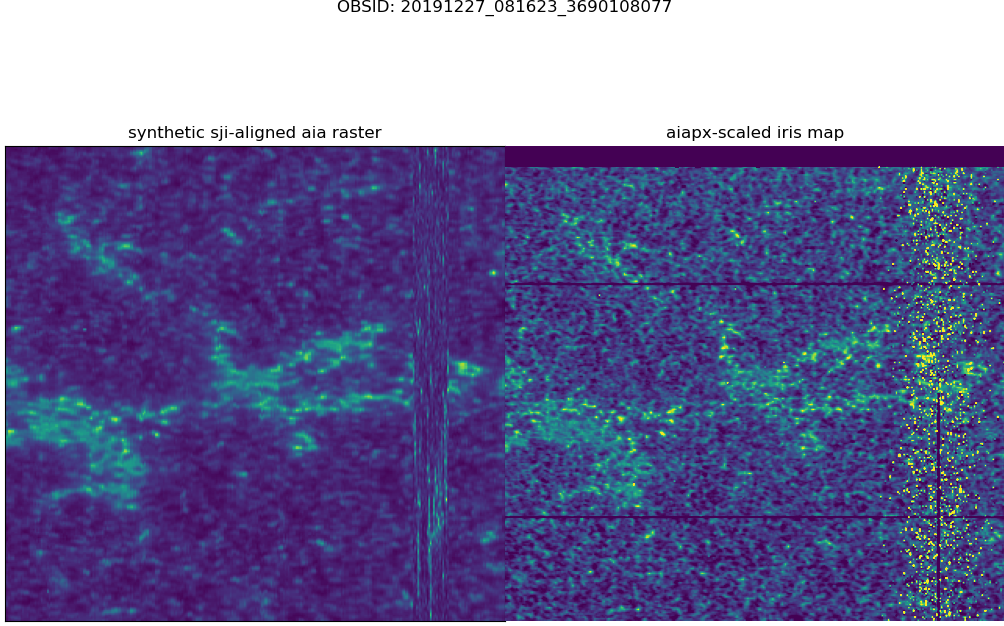 OBSID: 20191227_081623_3690108077
synthetic sji-aligned aia raster
aiapx-scaled iris map